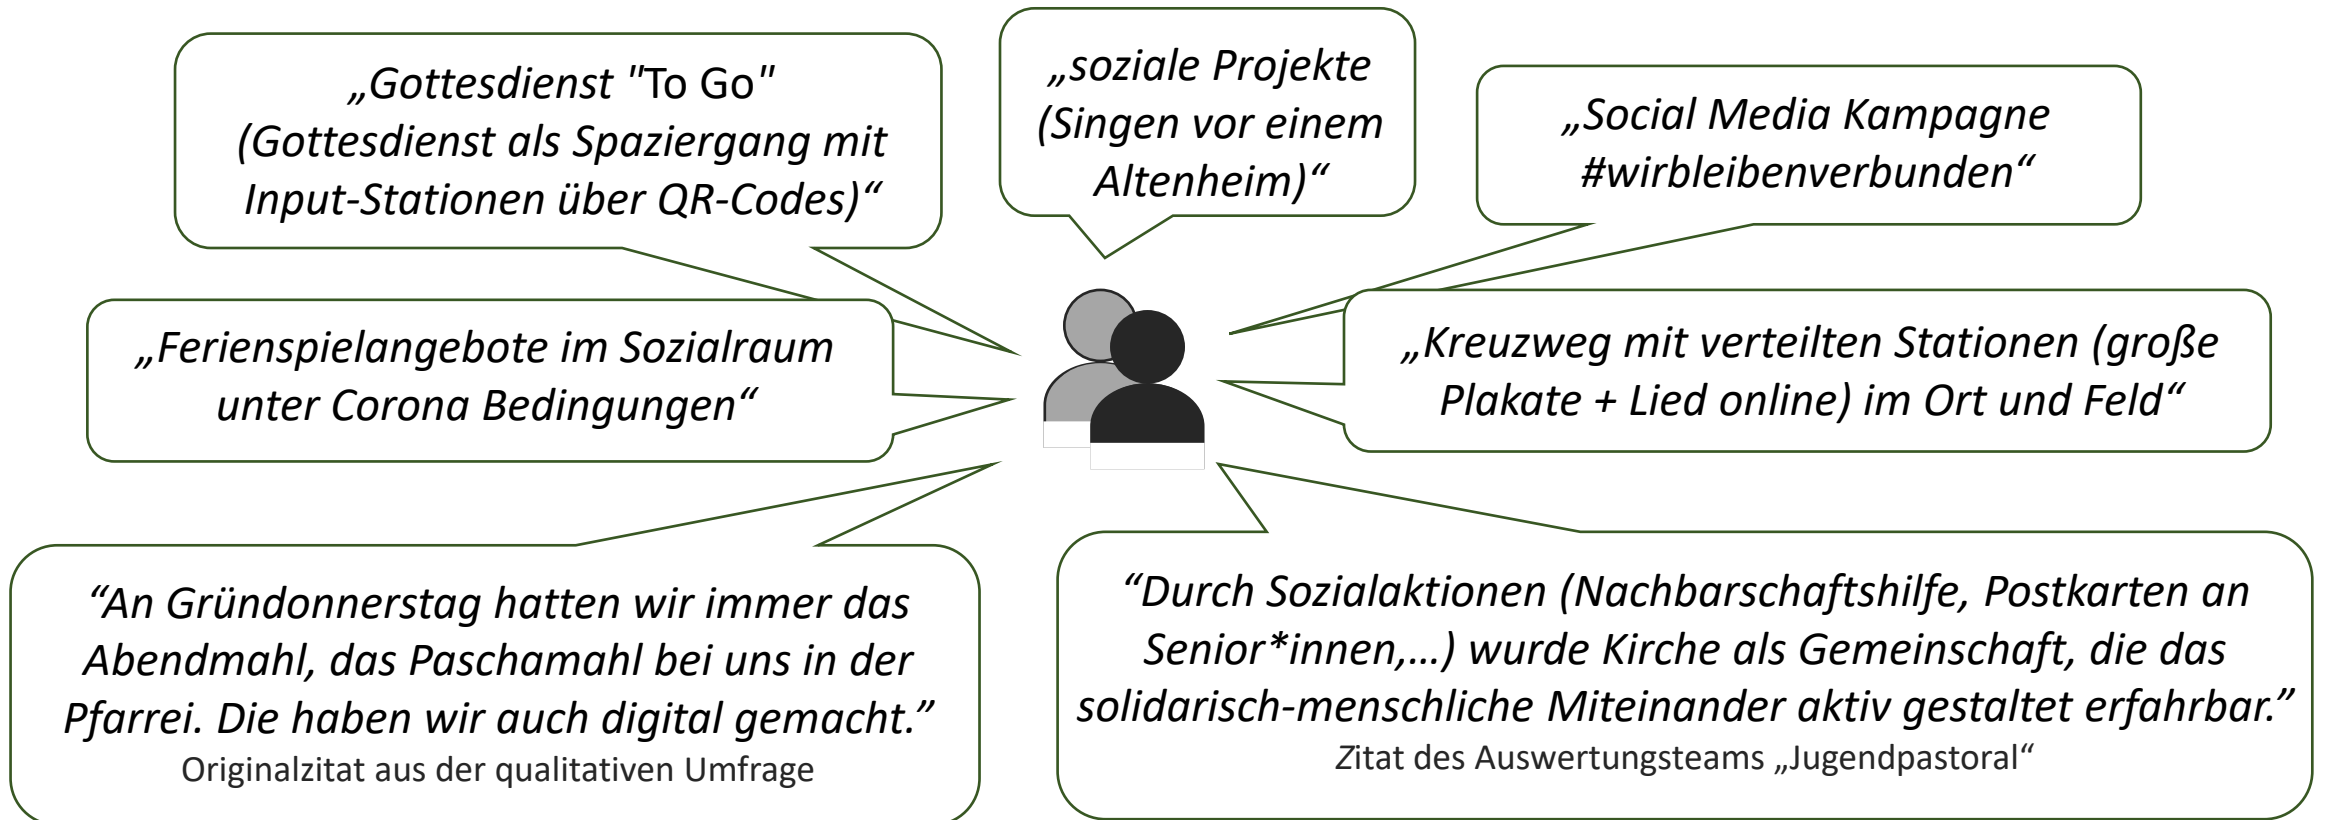 „Gottesdienst "To Go"
(Gottesdienst als Spaziergang mit
Input-Stationen über QR-Codes)“
„soziale Projekte
(Singen vor einem
Altenheim)“
„Social Media Kampagne
#wirbleibenverbunden“
„Ferienspielangebote im Sozialraum
unter Corona Bedingungen“
„Kreuzweg mit verteilten Stationen (große
Plakate + Lied online) im Ort und Feld“
“An Gründonnerstag hatten wir immer das
Abendmahl, das Paschamahl bei uns in der
Pfarrei. Die haben wir auch digital gemacht.”
Originalzitat aus der qualitativen Umfrage
“Durch Sozialaktionen (Nachbarschaftshilfe, Postkarten an
Senior*innen,…) wurde Kirche als Gemeinschaft, die das
solidarisch-menschliche Miteinander aktiv gestaltet erfahrbar.”
Zitat des Auswertungsteams „Jugendpastoral“